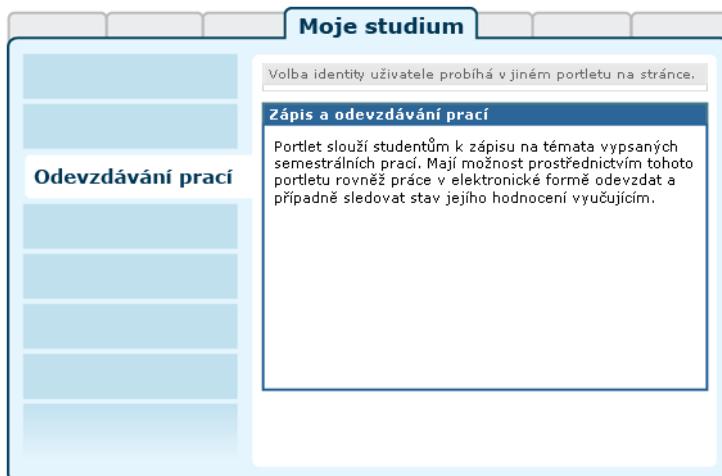 Moje studium
Volba identity uživatele probíhá v jiném portletu na stránce.
Zápis a odevzdávání prací
Portlet slouží studentům k zápisu na témata vypsaných
semestrálních prací. Mají možnost prostřednictvím tohoto
portletu rovněž práce v elektronické formě odevzdat a
případně sledovat stav jejího hodnocení vyučujícím.
Odevzdávání prací